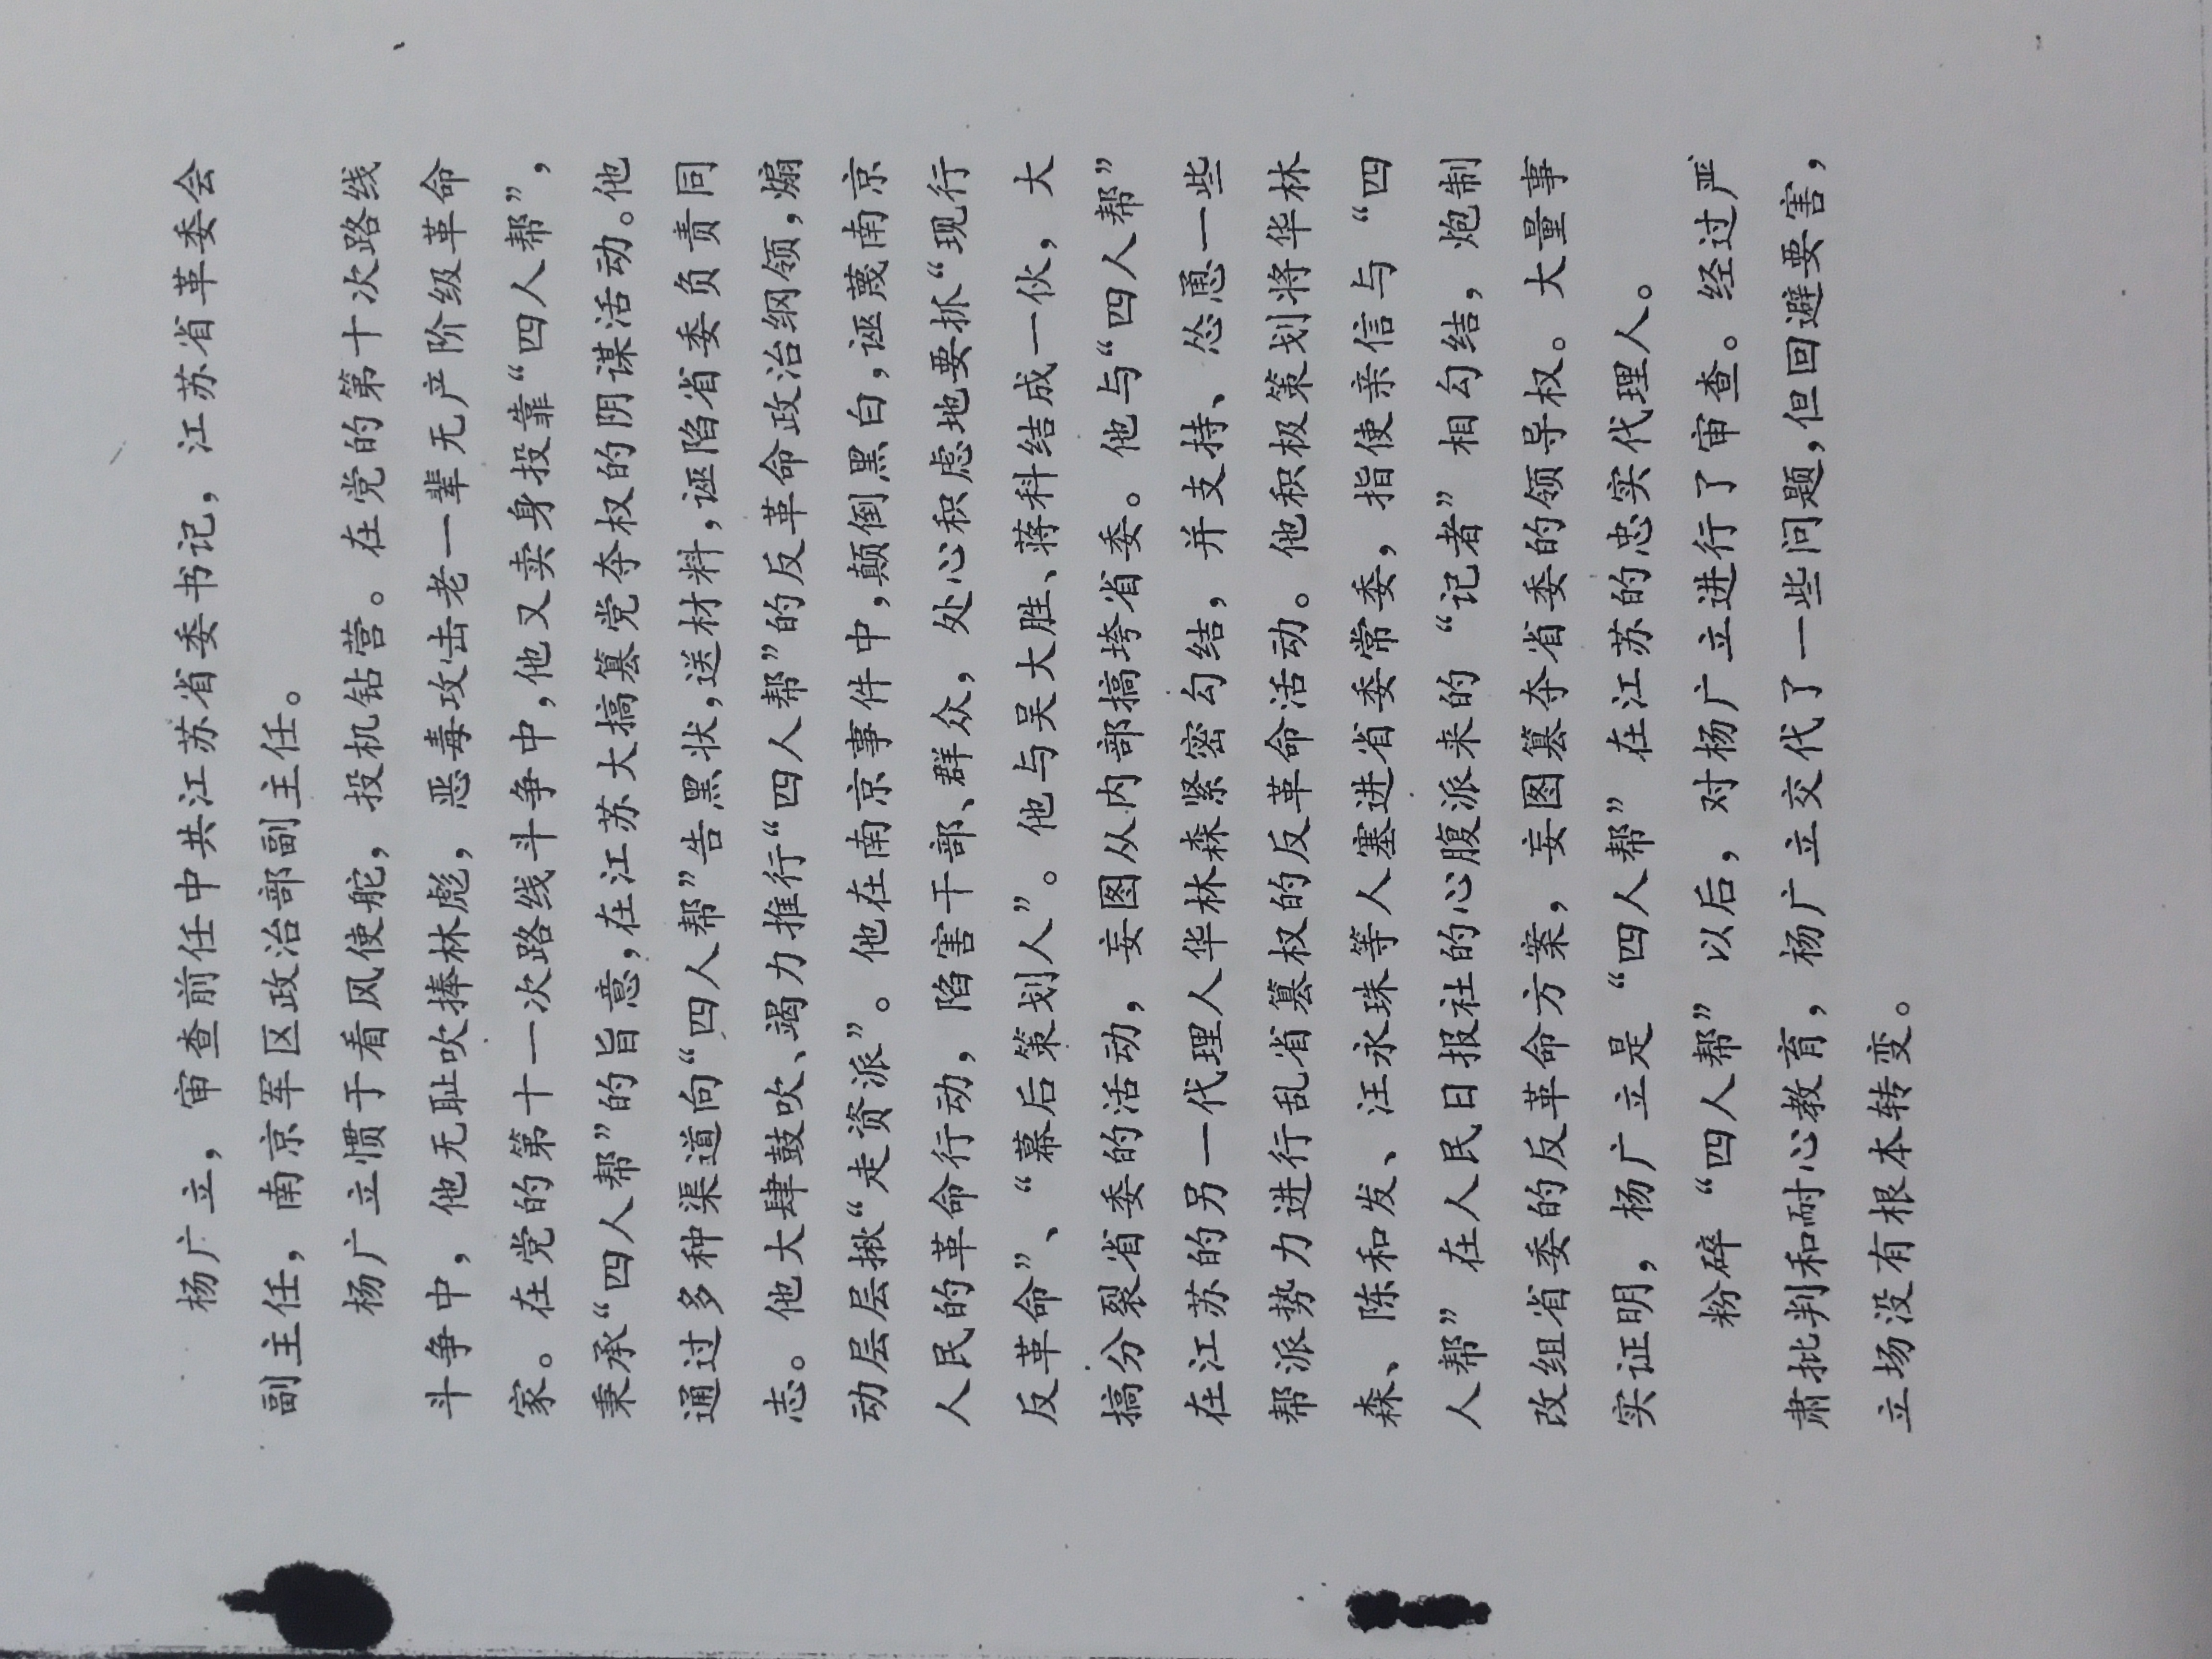 杨广立，审查前任中共江苏省委书记，江苏省革委会
副主任，南京军区政治部副主任。
杨广立惯于看风使舵，投机钻营。在党的第十次路线
斗争中，他无耻吹捧林彪，恶毒攻击老一辈无产阶级革命
家。在党的第十一次路线斗争中，他又卖身投靠“四人帮”，
秉承“四人帮”的旨意，在江苏大搞篡党夺权的阴谋活动。他
通过多种渠道向“四人帮”告黑状，送材料，诬陷省委负责同
志。他大肆鼓吹、竭力推行“四人帮”的反革命政治纲领，煽
动层层揪“走资派”。他在南京事件中，颠倒黑白，诬蔑南京
人民的革命行动，陷害干部、群众，处心积虑地要抓“现行
反革命”、“幕后策划人”。他与吴大胜、蒋科结成一伙，大
搞分裂省委的活动，妄图从内部搞垮省委。他与“四人帮”
在江苏的另一代理人华林森紧密勾结，并支持、怂恿一些
帮派势力进行乱省篡权的反革命活动。他积极策划将华林
森、陈和发、汪永珠等人塞进省委常委，指使亲信与“四
人帮”在人民日报社的心腹派来的“记者”相勾结，炮制
改组省委的反革命方案，妄图篡夺省委的领导权。大量事
实证明，杨广立是“四人帮”在江苏的忠实代理人。
粉碎“四人帮”以后，对杨广立进行了审查。经过严
肃批判和耐心教育，杨广立交代了一些问题，但回避要害，
立场没有根本转变。